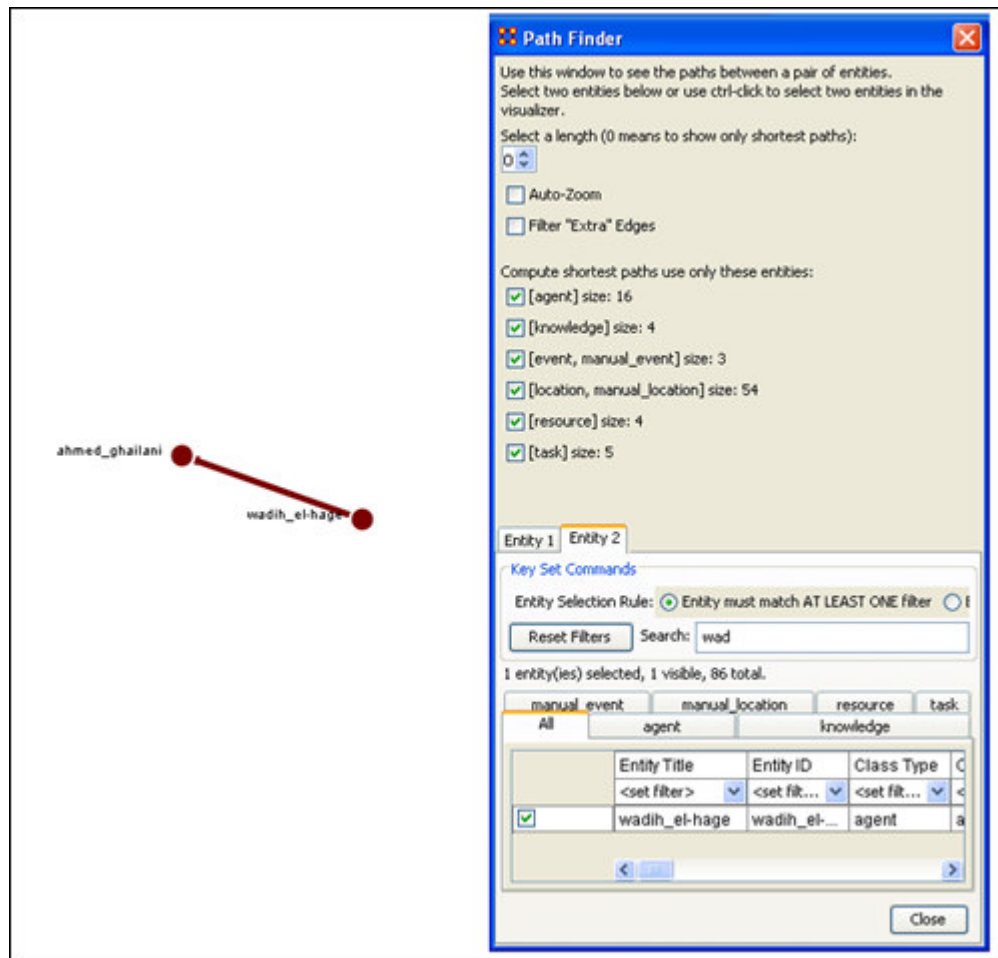 Path Finder
Use this window to see the paths between a pair of entities.
Select two entities below or use ctrl-click to select two entities in the
visualizer.
Select a length (0 means to show only shortest paths):
0
Auto-Zoom
Filter "Extra" Edges
Compute shortest paths use only these entities:
[agent] size: 16
[knowledge] size: 4
[event, manual_event] size: 3
[location, manual_location] size: 54
[resource] size: 4
[task] size: 5
ahmed_ghailani
wadih_el-hage
Entity 1 Entity 2
Key Set Commands
Entity Selection Rule: Entity must match AT LEAST ONE filter
Reset Filters Search: wad
1 entity(ies) selected, 1 visible, 86 total.
manual_event manual_location resource task
All agent knowledge
Entity Title Entity ID Class Type
<set filter> <set filt... <set filt...
wadih_el-hage wadih_el-... agent
Close